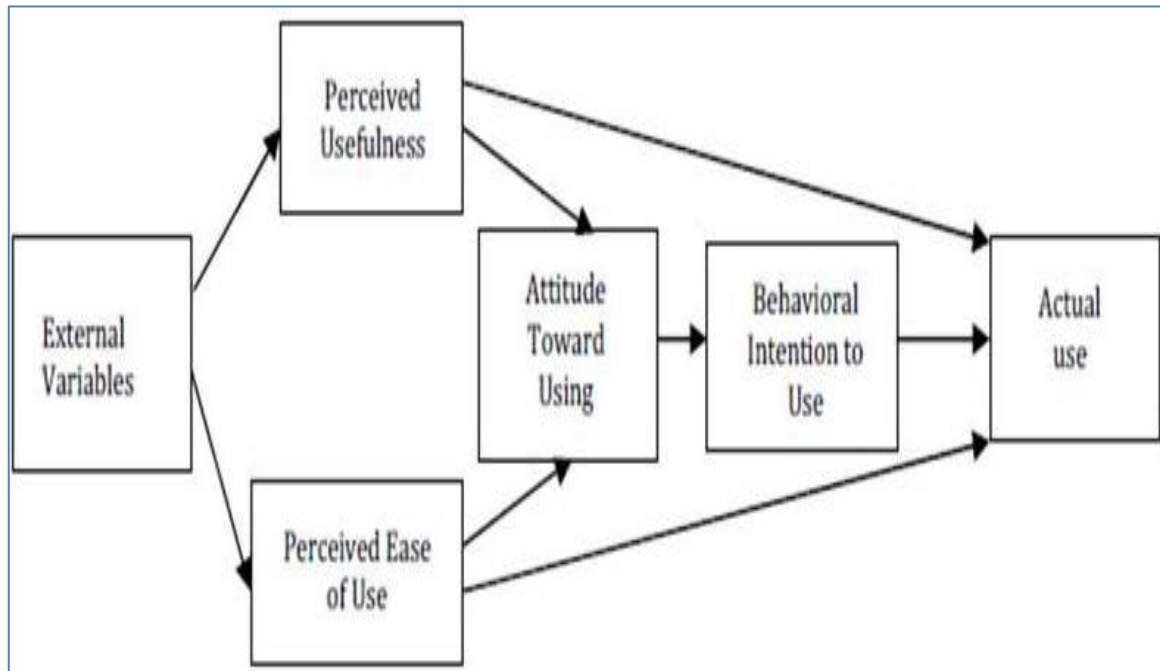 Perceived
Usefulness
External
Variables
Attitude
Toward
Using
Behavioral
Intention to
Use
Actual
use
Perceived Ease
of Use